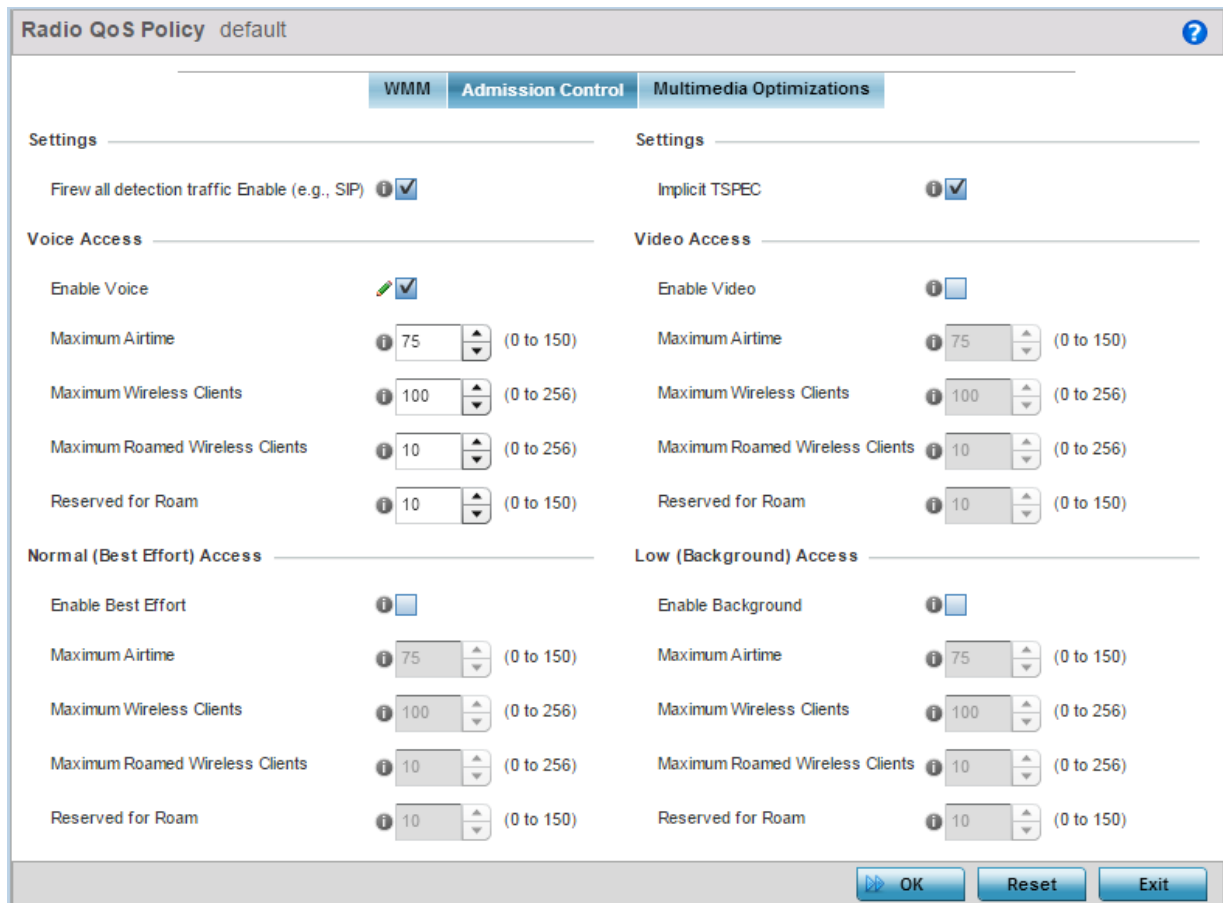 Radio QoS Policy default
WMM Admission Control Multimedia Optimizations
Settings
Firew all detection traffic Enable (e.g., SIP)
Settings
Implicit TSPEC
Voice Access
Enable Voice
Maximum Airtime 75 (0 to 150)
Maximum Wireless Clients 100 (0 to 256)
Maximum Roamed Wireless Clients 10 (0 to 256)
Reserved for Roam 10 (0 to 150)
Video Access
Enable Video
Maximum Airtime 75 (0 to 150)
Maximum Wireless Clients 100 (0 to 256)
Maximum Roamed Wireless Clients 10 (0 to 256)
Reserved for Roam 10 (0 to 150)
Normal (Best Effort) Access
Enable Best Effort
Maximum Airtime 75 (0 to 150)
Maximum Wireless Clients 100 (0 to 256)
Maximum Roamed Wireless Clients 10 (0 to 256)
Reserved for Roam 10 (0 to 150)
Low (Background) Access
Enable Background
Maximum Airtime 75 (0 to 150)
Maximum Wireless Clients 100 (0 to 256)
Maximum Roamed Wireless Clients 10 (0 to 256)
Reserved for Roam 10 (0 to 150)
OK Reset Exit